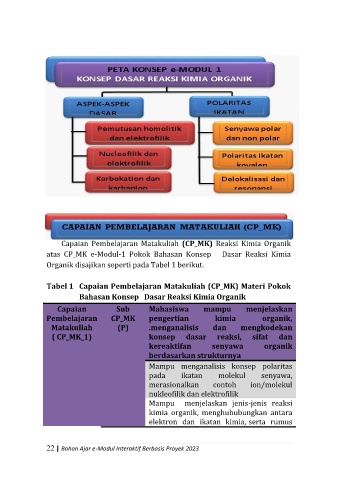 PETA KONSEP e-MODUL 1
KONSEP DASAR REAKSI KIMIA ORGANIK
ASPEK-ASPEK
DASAR
POLARITAS
IKATAN
Pemutusan homolitik
dan elektrofilik
Senyawa polar
dan non polar
Nucleofilik dan
elektrofilik
Polaritas ikatan
kovalen
Karbokation dan
karbanion
Delokalisasi dan
resonansi
CAPAIAN PEMBELAJARAN MATAKULIAH (CP_MK)
Capaian Pembelajaran Matakuliah (CP_MK) Reaksi Kimia Organik
atas CP_MK e-Modul-1 Pokok Bahasan Konsep Dasar Reaksi Kimia
Organik disajikan seperti pada Tabel 1 berikut.
Tabel 1 Capaian Pembelajaran Matakuliah (CP_MK) Materi Pokok
Bahasan Konsep Dasar Reaksi Kimia Organik
Capaian
Pembelajaran
Matakuliah
( CP_MK_1)
Sub
CP_MK
(P)
Mahasiswa mampu menjelaskan
pengertian kimia organik,
.menganalisis dan mengkodekan
konsep dasar reaksi, sifat dan
kereaktifan senyawa organik
berdasarkan strukturnya
Mampu menganalisis konsep polaritas
pada ikatan molekul senyawa,
merasionalkan contoh ion/molekul
nukleofilik dan elektrofilik
Mampu menjelaskan jenis-jenis reaksi
kimia organik, menghuhubungkan antara
elektron dan ikatan kimia, serta rumus
22 | Bahan Ajar e-Modul Interaktif Berbasis Proyek 2023